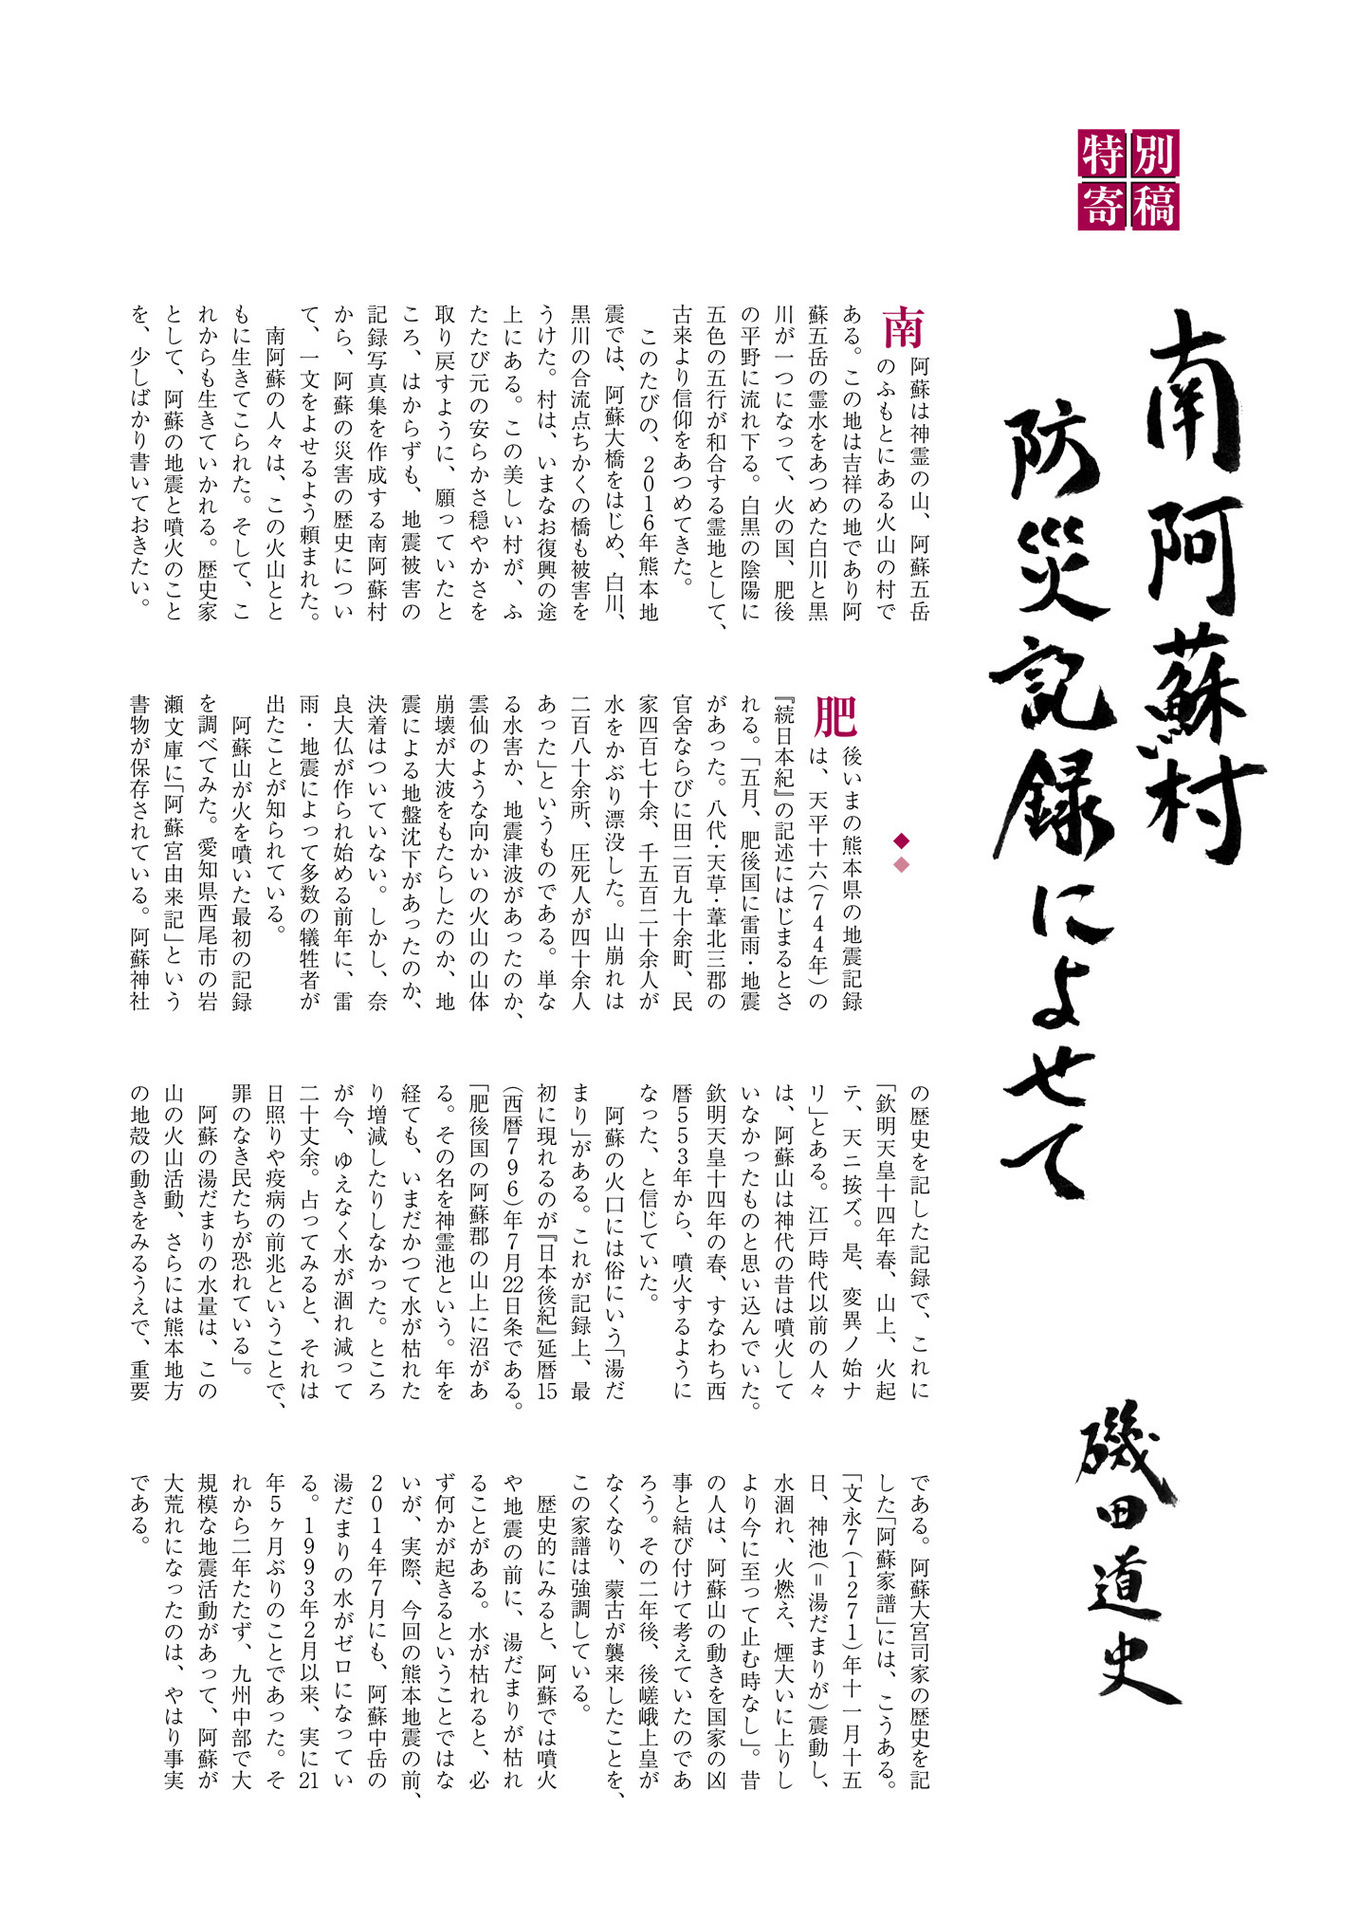 特別
寄稿
南阿蘇村
防災記録によせて
磯田道史
南阿蘇は神霊の山、阿蘇五岳
のふもとにある火山の村で
ある。この地は吉祥の地であり阿
蘇五岳の霊水をあつめた白川と黒
川が一つになって、火の国、肥後
の平野に流れ下る。白黒の陰陽に
五色の五行が和合する霊地として、
古来より信仰をあつめてきた。
このたびの、2016年熊本地
震では、阿蘇大橋をはじめ、白川、
黒川の合流点ちかくの橋も被害を
うけた。村は、いまなお復興の途
上にある。この美しい村が、ふ
たたび元の安らかさ穏やかさを
取り戻すように、願っていたと
ころ、はからずも、地震被害の
記録写真集を作成する南阿蘇村
から、阿蘇の災害の歴史につい
て、一文をよせるよう頼まれた。
南阿蘇の人々は、この火山とと
もに生きてこられた。そして、こ
れからも生きていかれる。歴史家
として、阿蘇の地震と噴火のこと
を、少しばかり書いておきたい。
肥後いまの熊本県の地震記録
は、天平十六(744年)の
『続日本紀』の記述にはじまるとさ
れる。「五月、肥後国に雷雨・地震
があった。八代・天草・葦北三郡の
官舎ならびに田二百九十余町、民
家四百七十余、千五百二十余人が
水をかぶり漂没した。山崩れは
二百八十余所、圧死人が四十余人
あった」というものである。単な
る水害か、地震津波があったのか、
雲仙のような向かいの火山の山体
崩壊が大波をもたらしたのか、地
震による地盤沈下があったのか、
決着はついていない。しかし、奈
良大仏が作られ始める前年に、雷
雨・地震によって多数の犠牲者が
出たことが知られている。
阿蘇山が火を噴いた最初の記録
を調べてみた。愛知県西尾市の岩
瀬文庫に「阿蘇宮由来記」という
書物が保存されている。阿蘇神社
の歴史を記した記録で、これに
「欽明天皇十四年春、山上、火起
テ、天ニ按ズ。是、変異ノ始ナ
リ」とある。江戸時代以前の人々
は、阿蘇山は神代の昔は噴火して
いなかったものと思い込んでいた。
欽明天皇十四年の春、すなわち西
暦553年から、噴火するように
なった、と信じていた。
阿蘇の火口には俗にいう「湯だ
まり」がある。これが記録上、最
初に現れるのが『日本後紀』延暦15
(西暦796)年7月22日条である。
「肥後国の阿蘇郡の山上に沼があ
る。その名を神霊池という。年を
経ても、いまだかつて水が枯れた
り増減したりしなかった。ところ
が今、ゆえなく水が涸れ減って
二十丈余。占ってみると、それは
日照りや疫病の前兆ということで、
罪のなき民たちが恐れている」。
阿蘇の湯だまりの水量は、この
山の火山活動、さらには熊本地方
の地殻の動きをみるうえで、重要
である。阿蘇大宮司家の歴史を記
した「阿蘇家譜」には、こうある。
「文永7(1271)年十一月十五
日、神池(=湯だまりが)震動し、
水涸れ、火燃え、煙大いに上りし
より今に至って止む時なし」。昔
の人は、阿蘇山の動きを国家の凶
事と結び付けて考えていたのであ
ろう。その二年後、後嵯峨上皇が
なくなり、蒙古が襲来したことを、
この家譜は強調している。
歴史的にみると、阿蘇では噴火
や地震の前に、湯だまりが枯れ
ることがある。水が枯れると、必
ず何かが起きるということではな
いが、実際、今回の熊本地震の前、
2014年7月にも、阿蘇中岳の
湯だまりの水がゼロになってい
る。1993年2月以来、実に21
年5ヶ月ぶりのことであった。そ
れから二年たたず、九州中部で大
規模な地震活動があって、阿蘇が
大荒れになったのは、やはり事実
である。